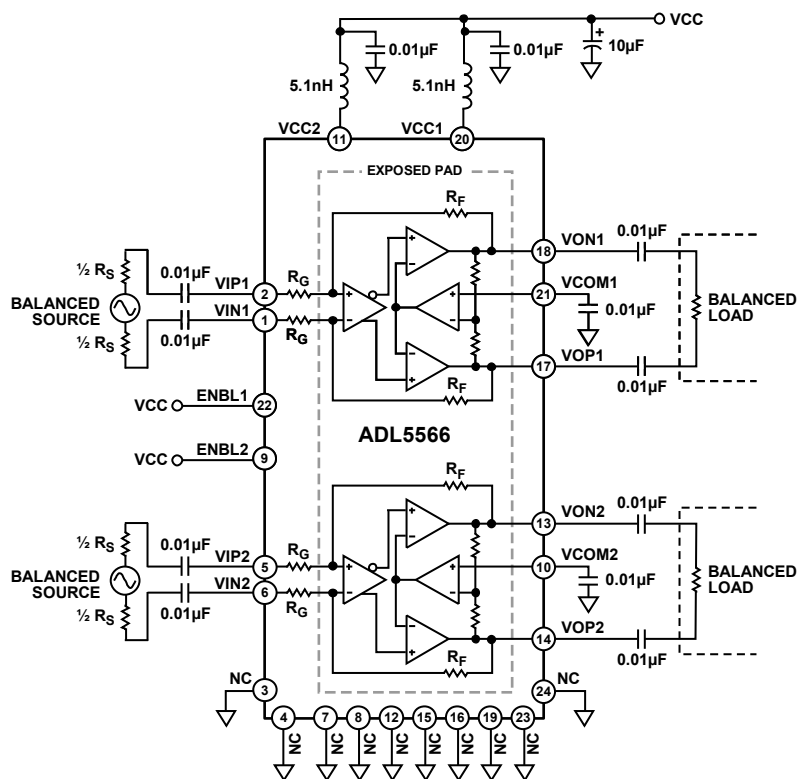 VCC
0.01µF
0.01µF
10µF
+
5.1nH
5.1nH
VCC2
VCC1
11
20
EXPOSED PAD
RF
½ RS
0.01µF
VIP1
2
RG
+
+
–
18
VON1
0.01µF
BALANCED
SOURCE
VIN1
1
RG
–
–
+
–
21
VCOM1
0.01µF
BALANCED
LOAD
½ RS
0.01µF
–
+
17
VOP1
0.01µF
RF
VCC
ENBL1
22
ADL5566
VCC
ENBL2
9
RF
½ RS
0.01µF
VIP2
5
RG
+
+
–
13
VON2
0.01µF
BALANCED
SOURCE
VIN2
6
RG
–
–
+
–
10
VCOM2
0.01µF
BALANCED
LOAD
½ RS
0.01µF
–
+
14
VOP2
0.01µF
RF
NC
3
24
NC
4
7
8
12
15
16
19
23
NC
NC
NC
NC
NC
NC
NC
NC